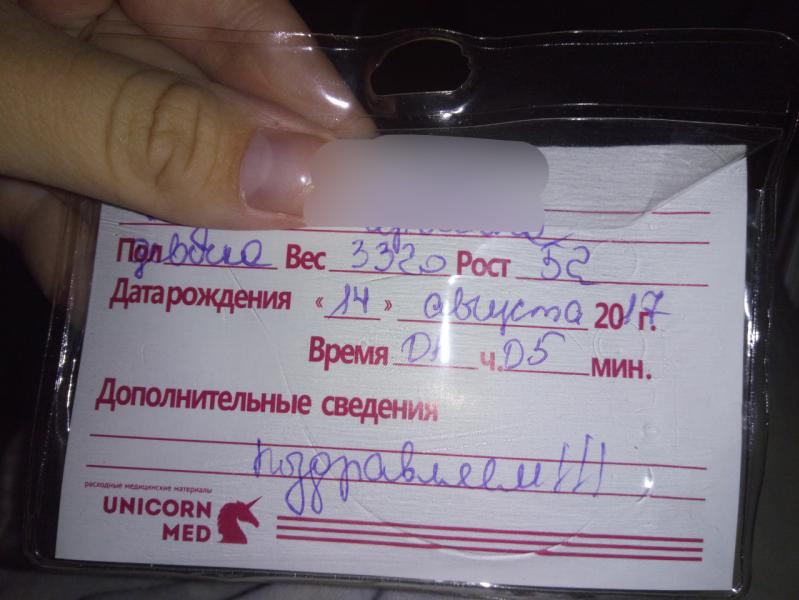 Пол девочка Вес 3320 Рост 52
Дата рождения «14» августа 2017 г.
Время 01 ч. 05 мин.
Дополнительные сведения
поздравляем!!!
расходные медицинские материалы
UNICORN
MED